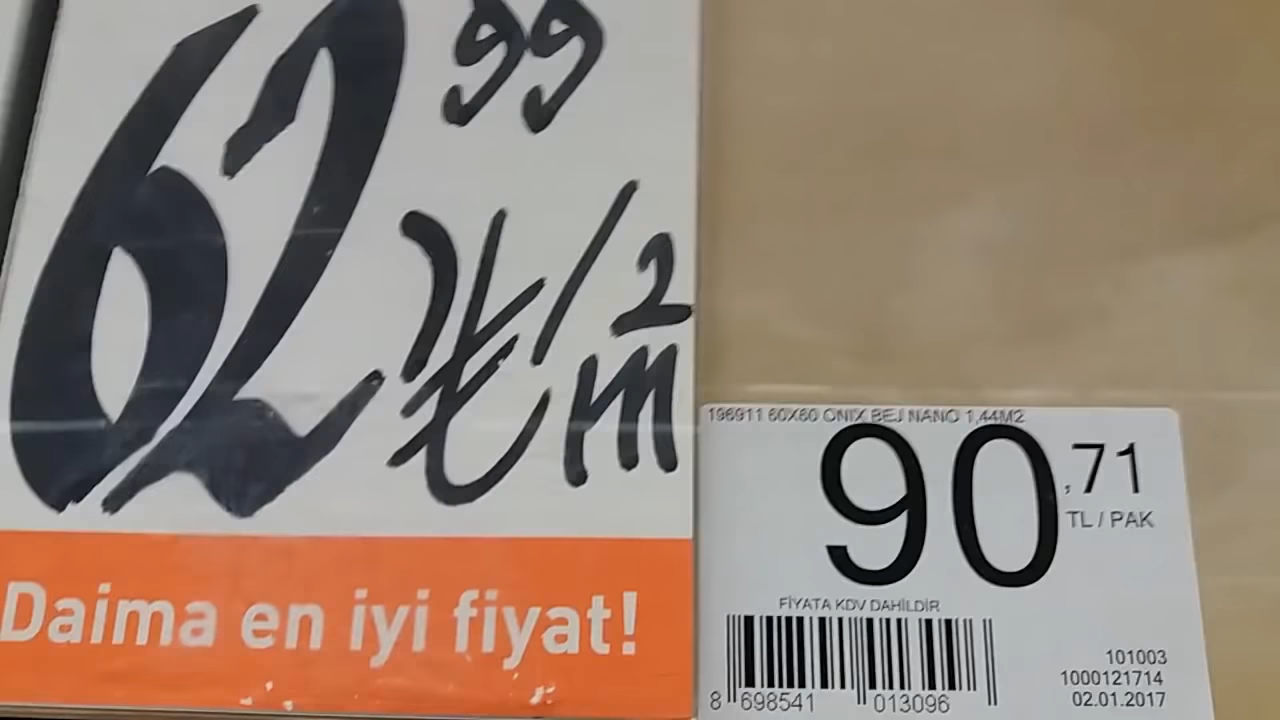 62 99 ₺/m2
Daima en iyi fiyat!
196911 60X60 ONIX BEJ NANO 1,44M2
90,71
TL / PAK
FİYATA KDV DAHİLDİR
8 698541 013096
101003
1000121714
02.01.2017